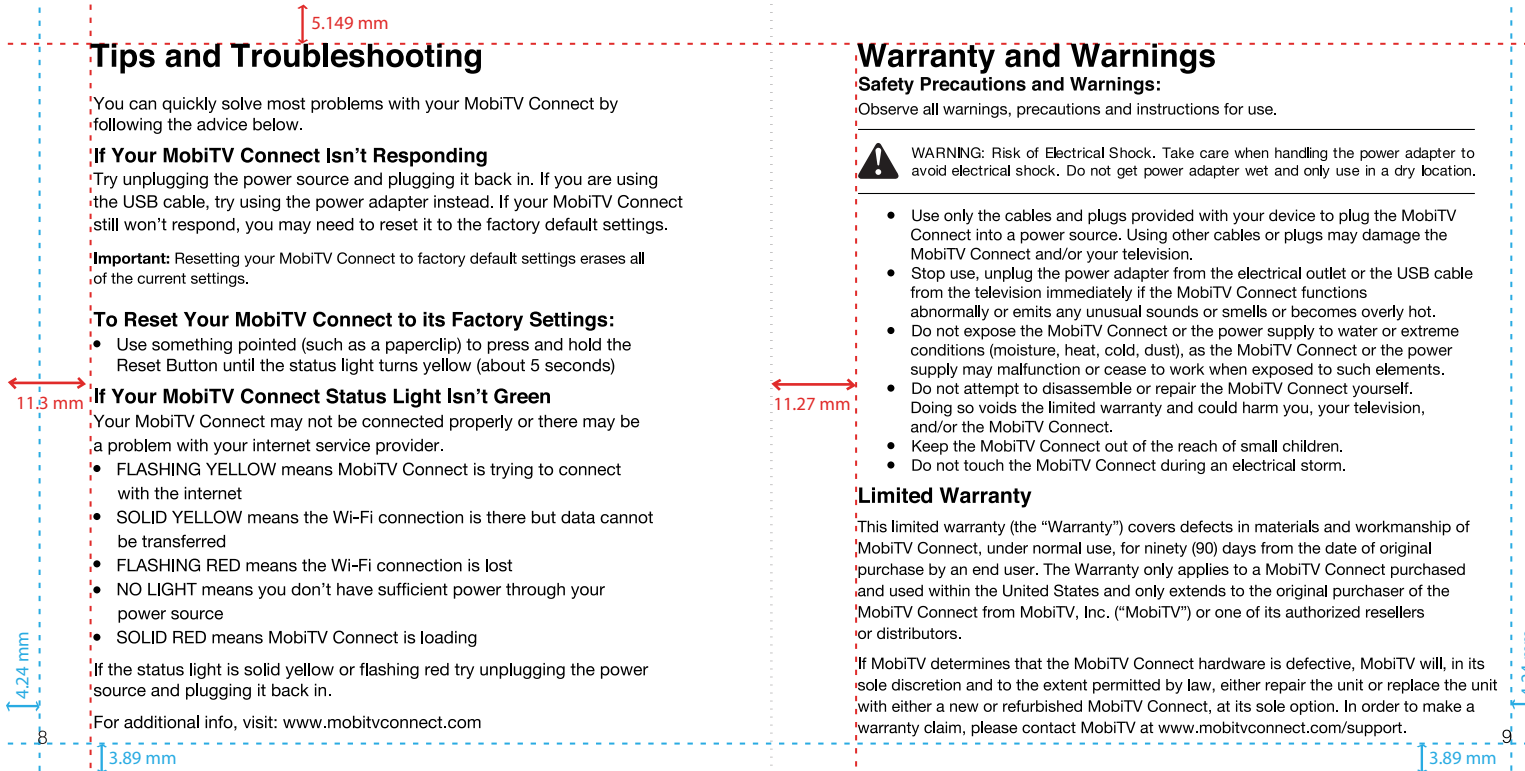 5.149 mm
Tips and Troubleshooting
You can quickly solve most problems with your MobiTV Connect by
following the advice below.
If Your MobiTV Connect Isn’t Responding
Try unplugging the power source and plugging it back in. If you are using
the USB cable, try using the power adapter instead. If your MobiTV Connect
still won’t respond, you may need to reset it to the factory default settings.
Important: Resetting your MobiTV Connect to factory default settings erases all
of the current settings.
To Reset Your MobiTV Connect to its Factory Settings:
• Use something pointed (such as a paperclip) to press and hold the
Reset Button until the status light turns yellow (about 5 seconds)
11.3 mm
If Your MobiTV Connect Status Light Isn’t Green
Your MobiTV Connect may not be connected properly or there may be
a problem with your internet service provider.
• FLASHING YELLOW means MobiTV Connect is trying to connect
with the internet
• SOLID YELLOW means the Wi-Fi connection is there but data cannot
be transferred
• FLASHING RED means the Wi-Fi connection is lost
• NO LIGHT means you don’t have sufficient power through your
power source
• SOLID RED means MobiTV Connect is loading
4.24 mm
If the status light is solid yellow or flashing red try unplugging the power
source and plugging it back in.
For additional info, visit: www.mobitvconnect.com
8
3.89 mm
Warranty and Warnings
Safety Precautions and Warnings:
Observe all warnings, precautions and instructions for use.
WARNING: Risk of Electrical Shock. Take care when handling the power adapter to
avoid electrical shock. Do not get power adapter wet and only use in a dry location.
• Use only the cables and plugs provided with your device to plug the MobiTV
Connect into a power source. Using other cables or plugs may damage the
MobiTV Connect and/or your television.
• Stop use, unplug the power adapter from the electrical outlet or the USB cable
from the television immediately if the MobiTV Connect functions
abnormally or emits any unusual sounds or smells or becomes overly hot.
• Do not expose the MobiTV Connect or the power supply to water or extreme
conditions (moisture, heat, cold, dust), as the MobiTV Connect or the power
supply may malfunction or cease to work when exposed to such elements.
• Do not attempt to disassemble or repair the MobiTV Connect yourself.
Doing so voids the limited warranty and could harm you, your television,
and/or the MobiTV Connect.
11.27 mm
• Keep the MobiTV Connect out of the reach of small children.
• Do not touch the MobiTV Connect during an electrical storm.
Limited Warranty
This limited warranty (the “Warranty”) covers defects in materials and workmanship of
MobiTV Connect, under normal use, for ninety (90) days from the date of original
purchase by an end user. The Warranty only applies to a MobiTV Connect purchased
and used within the United States and only extends to the original purchaser of the
MobiTV Connect from MobiTV, Inc. (“MobiTV”) or one of its authorized resellers
or distributors.
If MobiTV determines that the MobiTV Connect hardware is defective, MobiTV will, in its
sole discretion and to the extent permitted by law, either repair the unit or replace the unit
with either a new or refurbished MobiTV Connect, at its sole option. In order to make a
warranty claim, please contact MobiTV at www.mobitvconnect.com/support.
9
3.89 mm